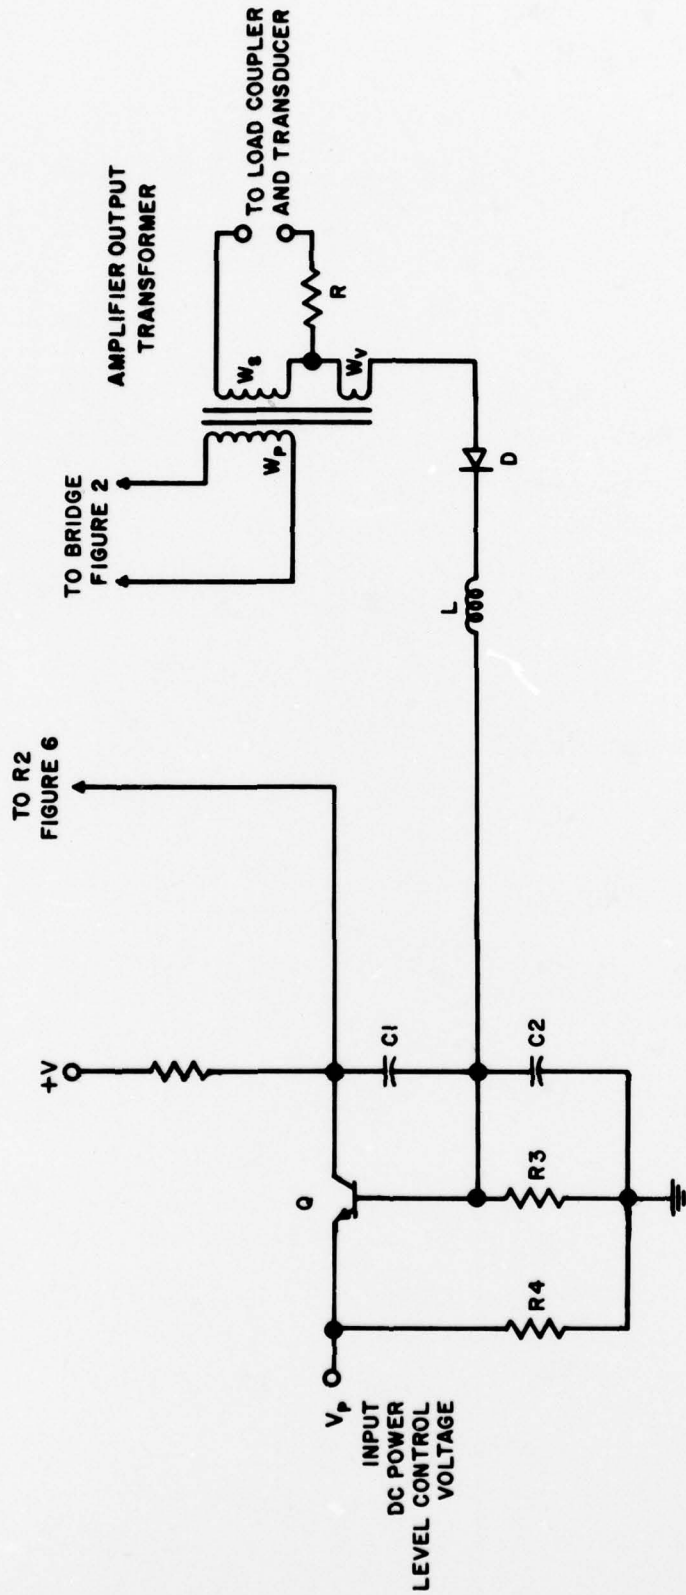 TO R2
FIGURE 6
TO BRIDGE
FIGURE 2
AMPLIFIER OUTPUT
TRANSFORMER
TO LOAD COUPLER
AND TRANSDUCER
+V
Wp
Ws
Wv
R
Q
C1
L
D
Vp
INPUT
DC POWER
LEVEL CONTROL
VOLTAGE
R4
R3
C2